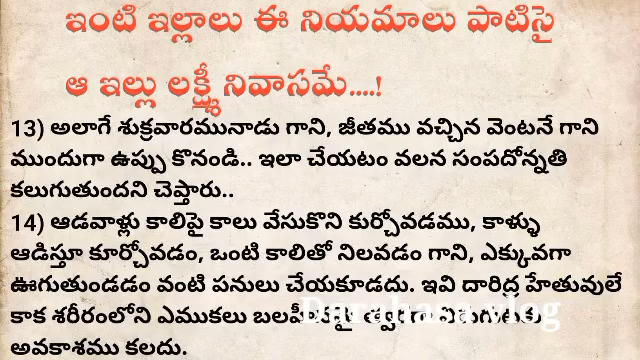 ఇంటి ఇల్లాలు ఈ నియమాలు పాటిస్తే
ఆ ఇల్లు లక్ష్మీ నివాసమే....!
13) అలాగే శుక్రవారమునాడు గాని, జీతము వచ్చిన వెంటనే గాని
ముందుగా ఉప్పు కొనండి.. ఇలా చేయటం వలన సంపదోన్నతి
కలుగుతుందని చెప్తారు..
14) ఆడవాళ్లు కాలిపై కాలు వేసుకొని కుర్చోవడము, కాళ్ళు
ఆడిస్తూ కూర్చోవడం, ఒంటి కాలితో నిలవడం గాని, ఎక్కువగా
ఊగుతుండడం వంటి పనులు చేయకూడదు. ఇవి దారిద్ర హేతువులే
కాక శరీరంలోని ఎముకలు
vlog
అవకాశము కలదు.